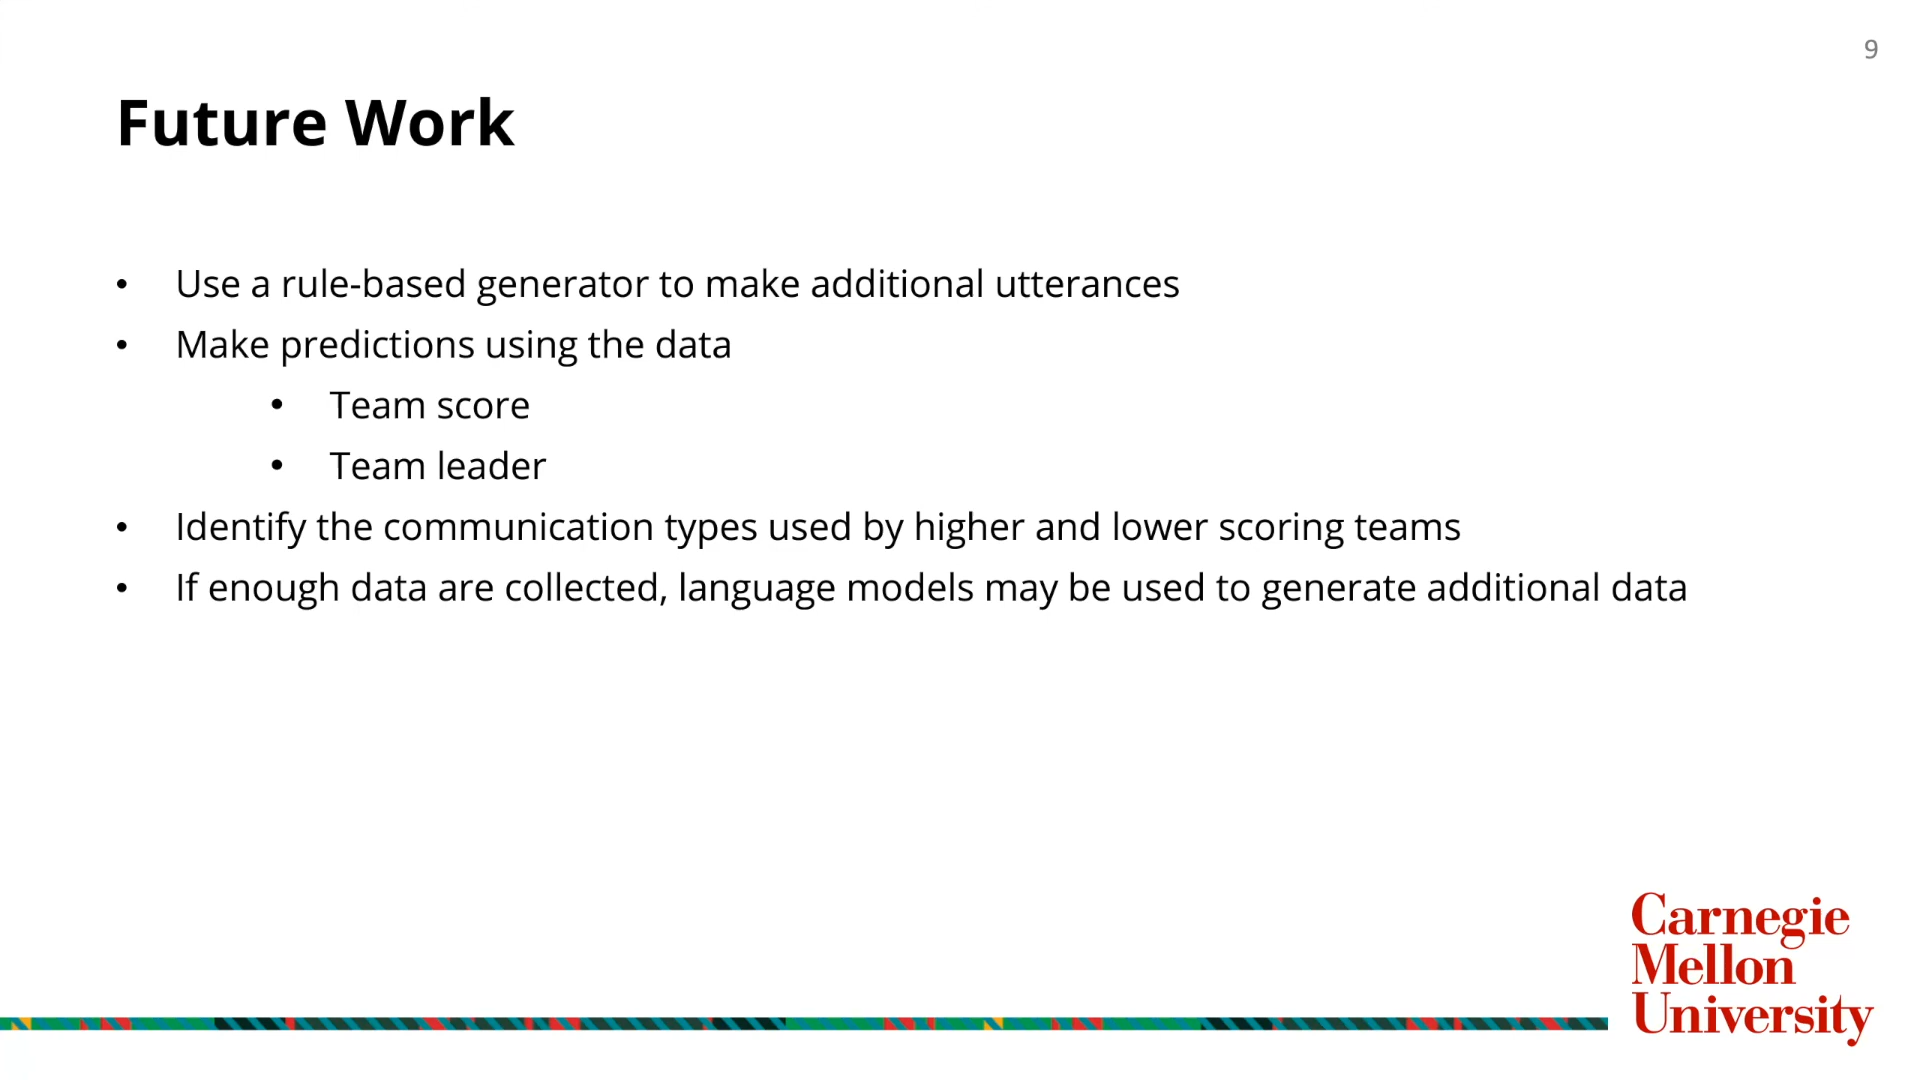 9
Future Work
• Use a rule-based generator to make additional utterances
• Make predictions using the data
• Team score
• Team leader
• Identify the communication types used by higher and lower scoring teams
• If enough data are collected, language models may be used to generate additional data
Carnegie
Mellon
University